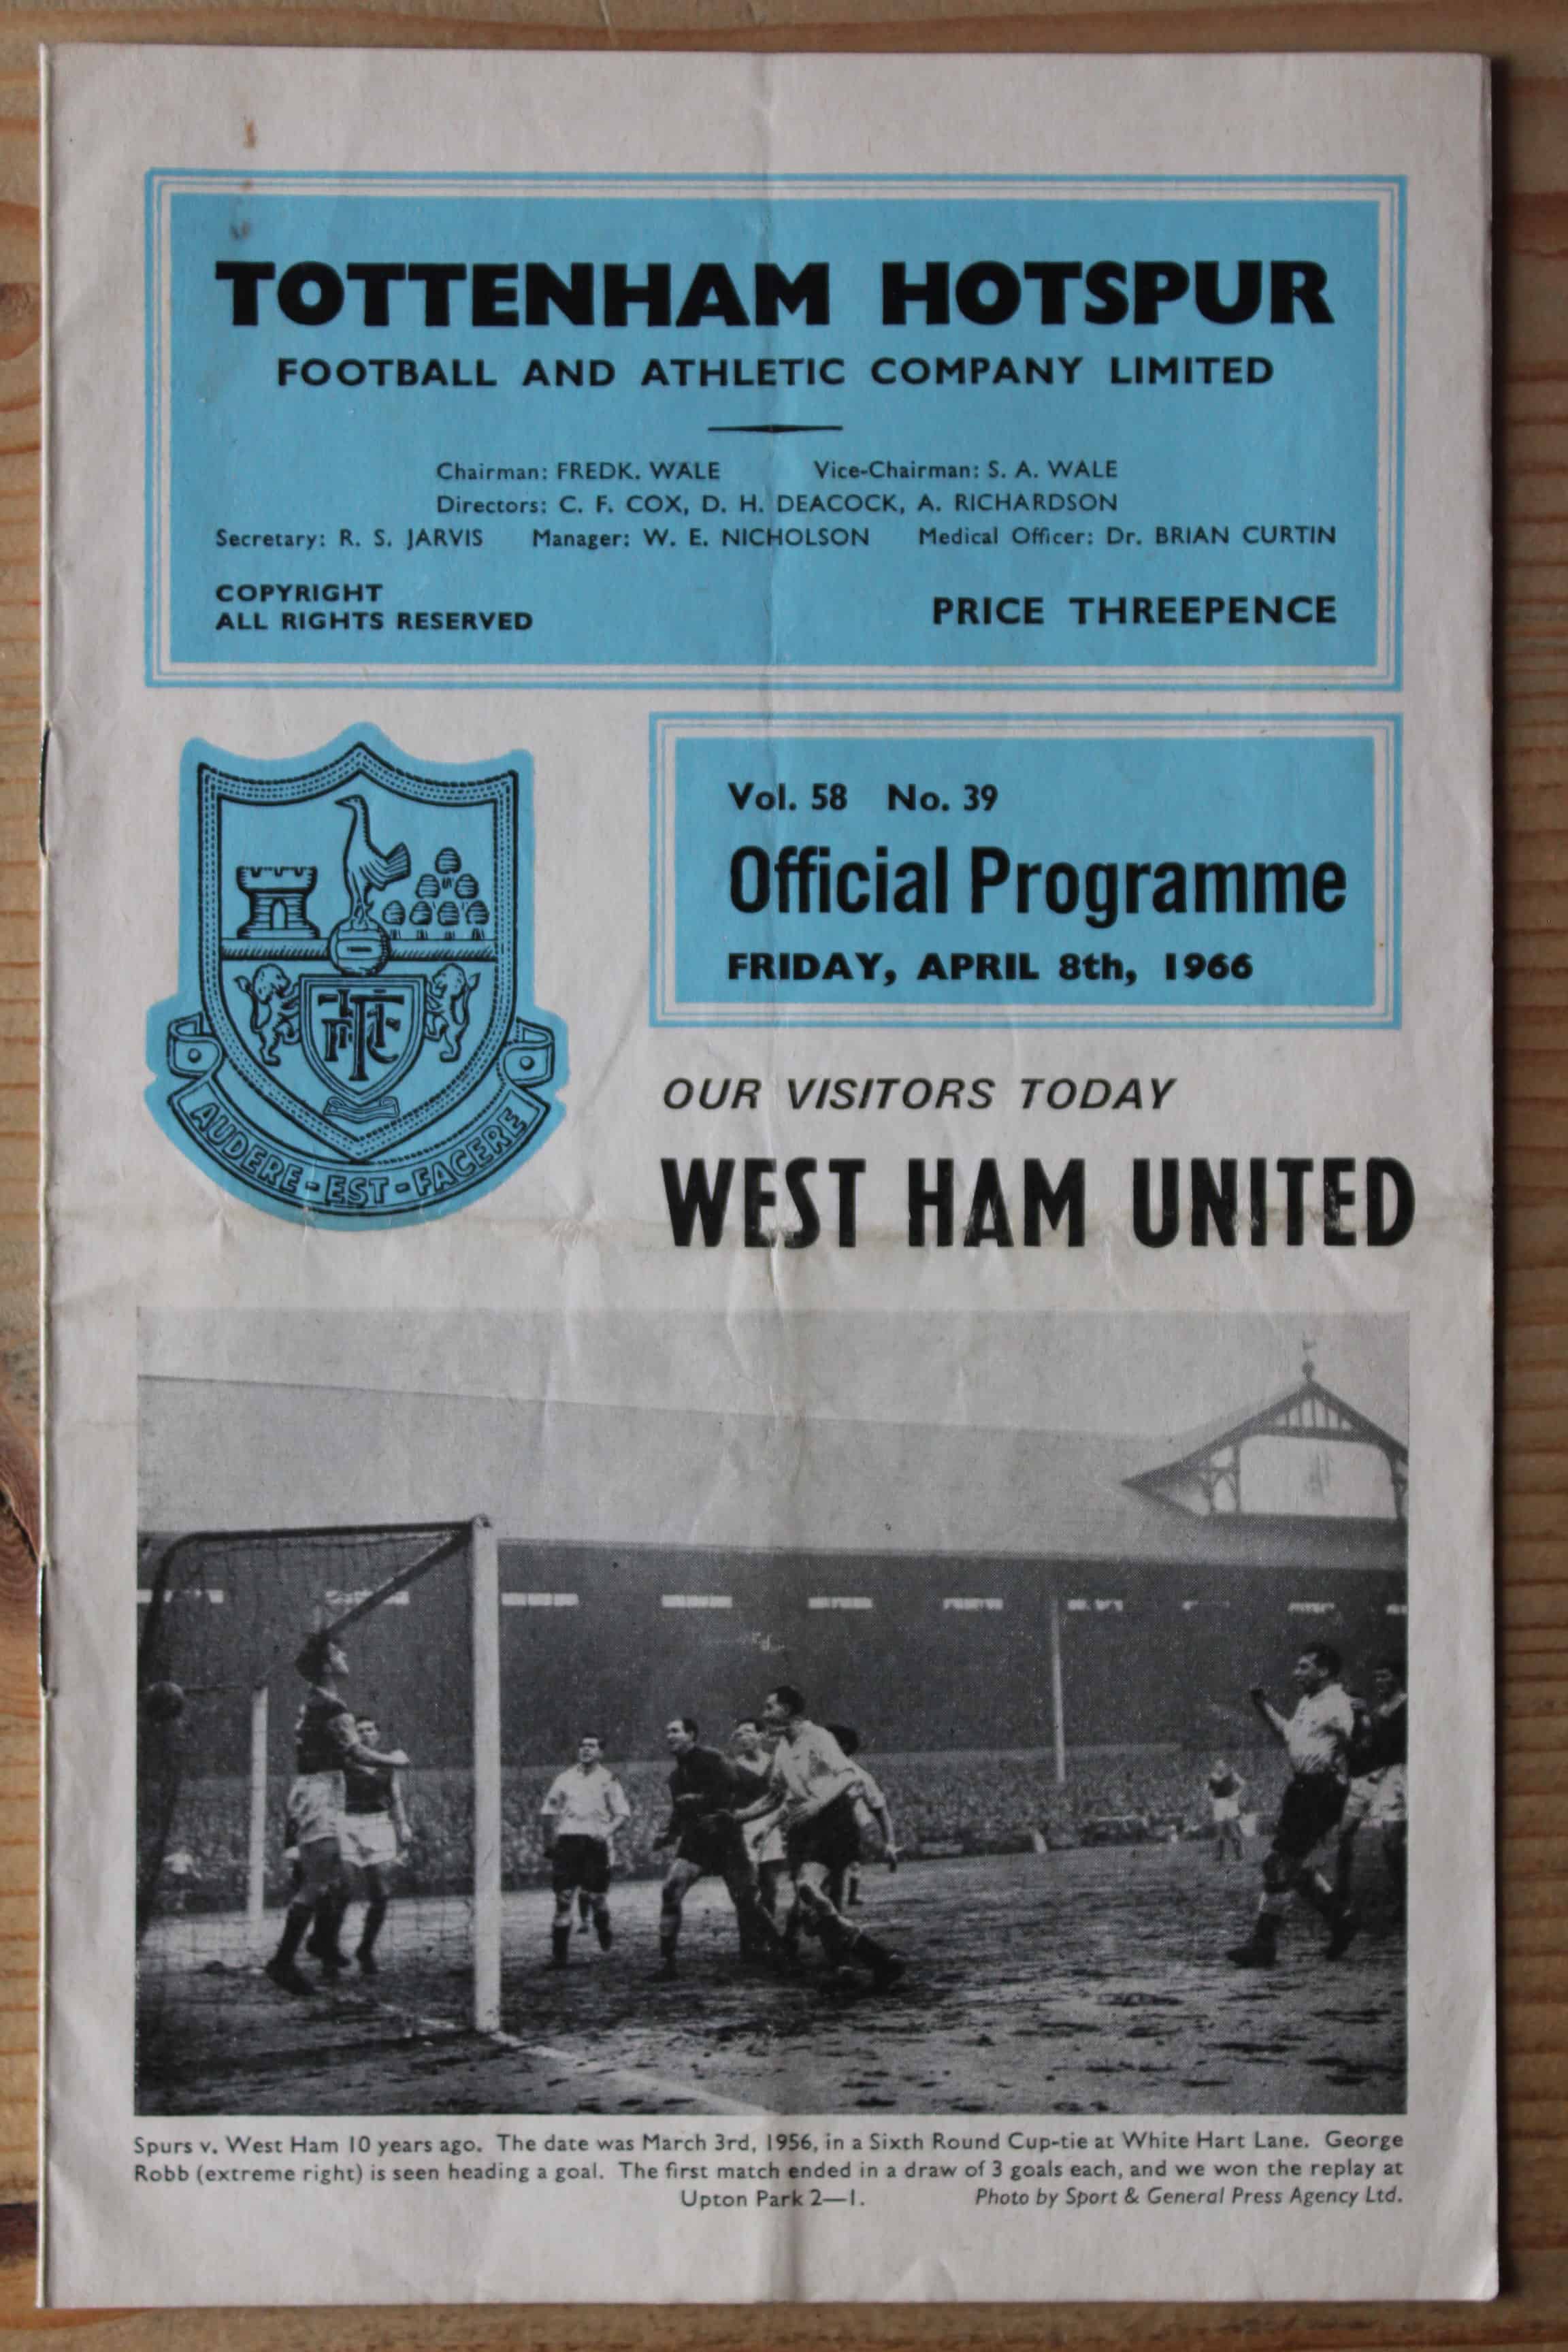 TOTTENHAM HOTSPUR
FOOTBALL AND ATHLETIC COMPANY LIMITED
Chairman: FREDK. WALE Vice-Chairman: S. A. WALE
Directors: C. F. COX, D. H. DEACOCK, A. RICHARDSON
Secretary: R. S. JARVIS Manager: W. E. NICHOLSON Medical Officer: Dr. BRIAN CURTIN
COPYRIGHT
ALL RIGHTS RESERVED
PRICE THREEPENCE
AUDERE-EST-FACERE
Vol. 58 No. 39
Official Programme
FRIDAY, APRIL 8th, 1966
OUR VISITORS TODAY
WEST HAM UNITED
Spurs v. West Ham 10 years ago. The date was March 3rd, 1956, in a Sixth Round Cup-tie at White Hart Lane. George
Robb (extreme right) is seen heading a goal. The first match ended in a draw of 3 goals each, and we won the replay at
Upton Park 2—1. Photo by Sport & General Press Agency Ltd.